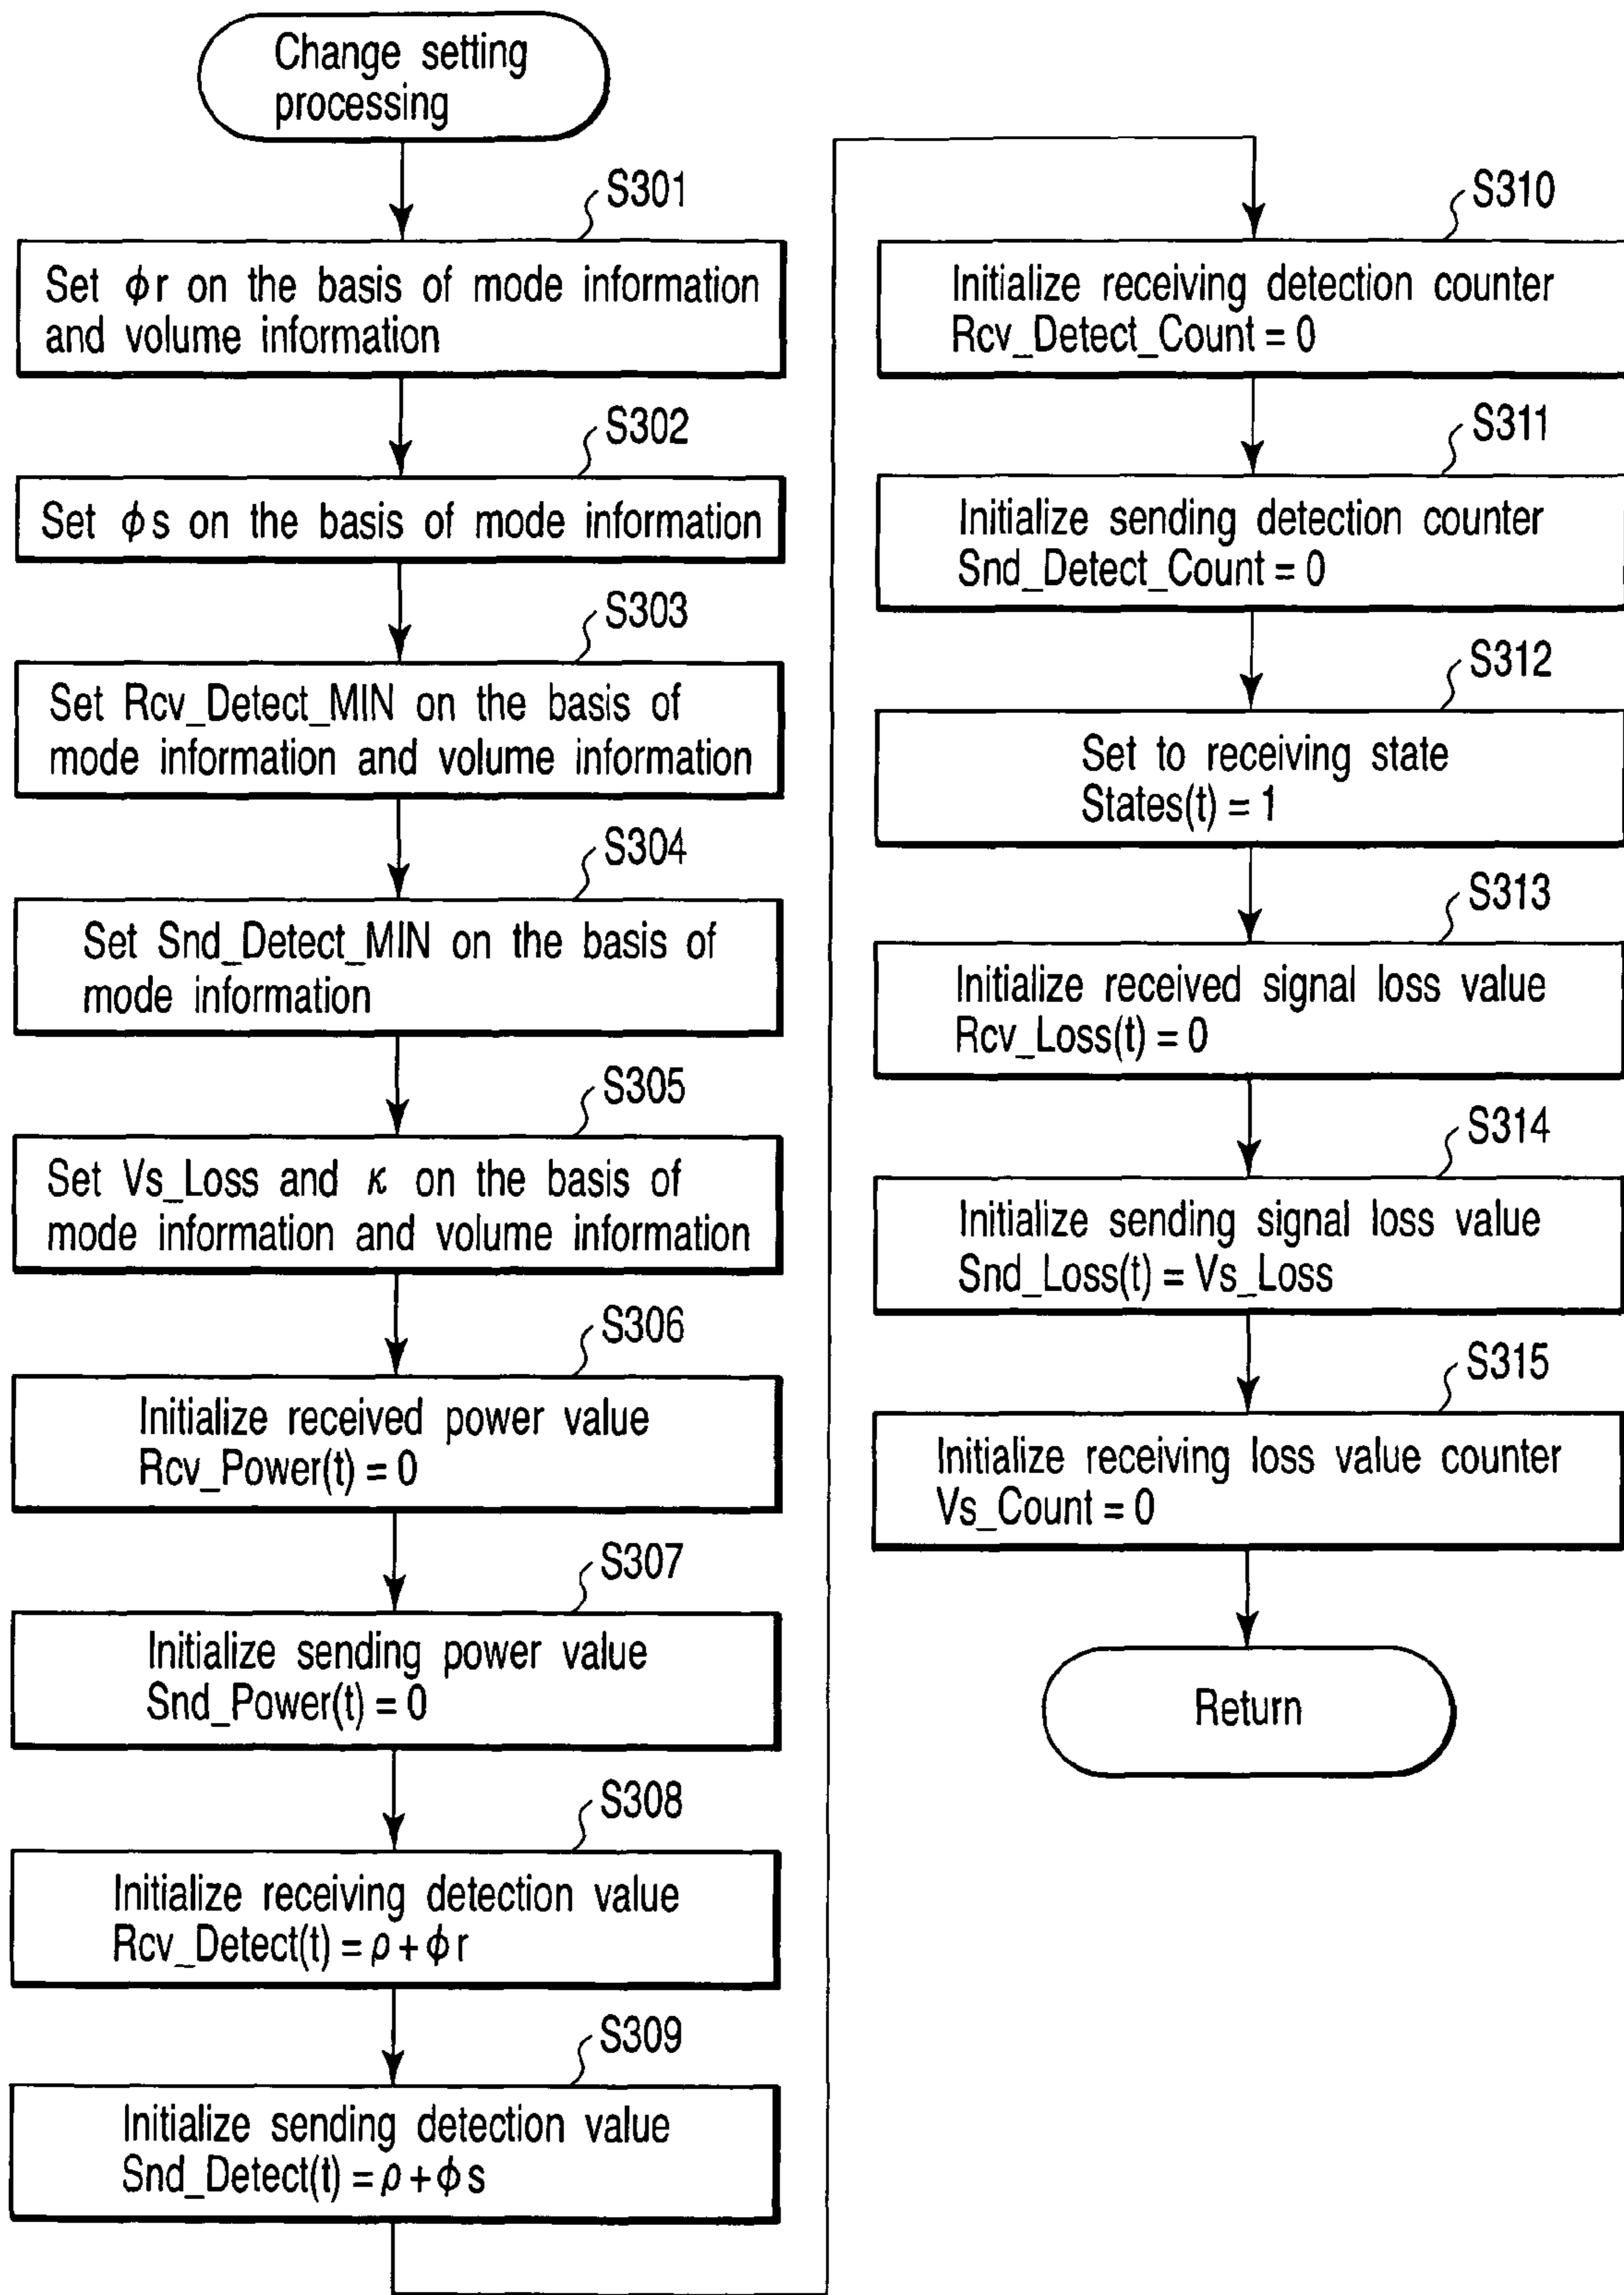 Change setting
processing
S301
Set ϕr on the basis of mode information
and volume information
S302
Set ϕs on the basis of mode information
S303
Set Rcv_Detect_MIN on the basis of
mode information and volume information
S304
Set Snd_Detect_MIN on the basis of
mode information
S305
Set Vs_Loss and κ on the basis of
mode information and volume information
S306
Initialize received power value
Rcv_Power(t) = 0
S307
Initialize sending power value
Snd_Power(t) = 0
S308
Initialize receiving detection value
Rcv_Detect(t) = ρ + ϕr
S309
Initialize sending detection value
Snd_Detect(t) = ρ + ϕs
S310
Initialize receiving detection counter
Rcv_Detect_Count = 0
S311
Initialize sending detection counter
Snd_Detect_Count = 0
S312
Set to receiving state
States(t) = 1
S313
Initialize received signal loss value
Rcv_Loss(t) = 0
S314
Initialize sending signal loss value
Snd_Loss(t) = Vs_Loss
S315
Initialize receiving loss value counter
Vs_Count = 0
Return